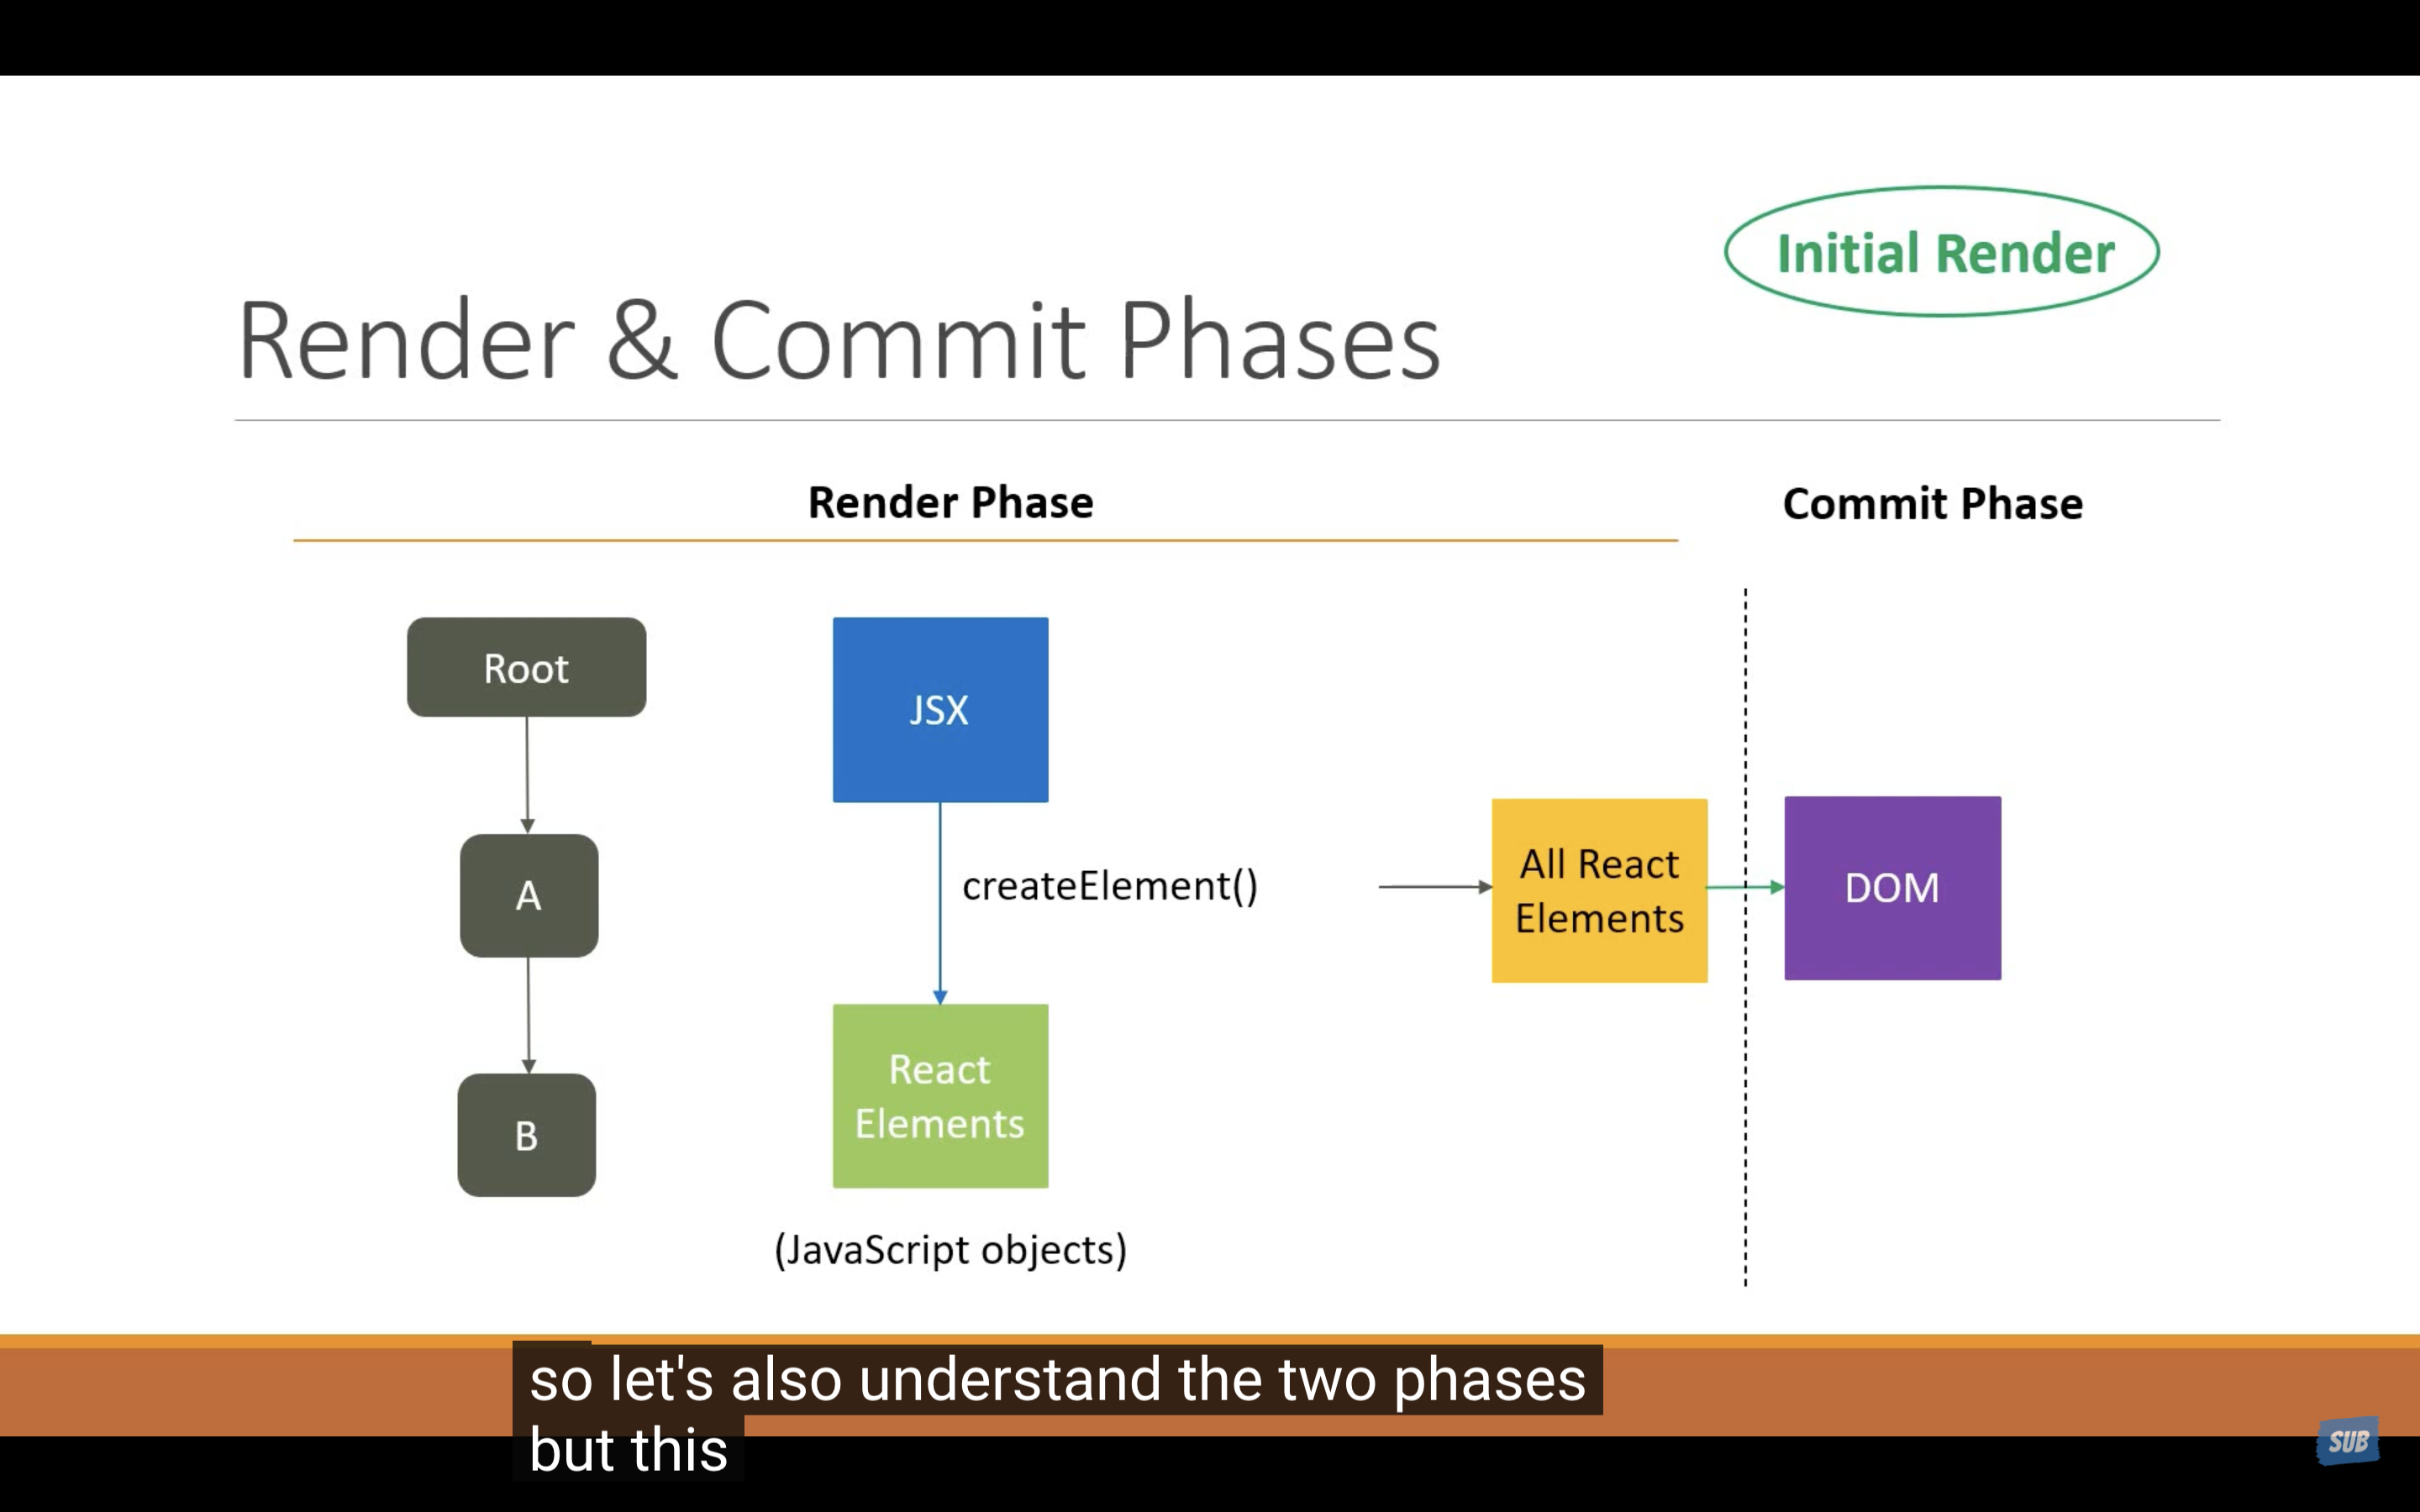 Initial Render
Render & Commit Phases
Render Phase
Commit Phase
Root
A
B
JSX
createElement()
React
Elements
(JavaScript objects)
All React
Elements
DOM
so let's also understand the two phases
but this
SUB